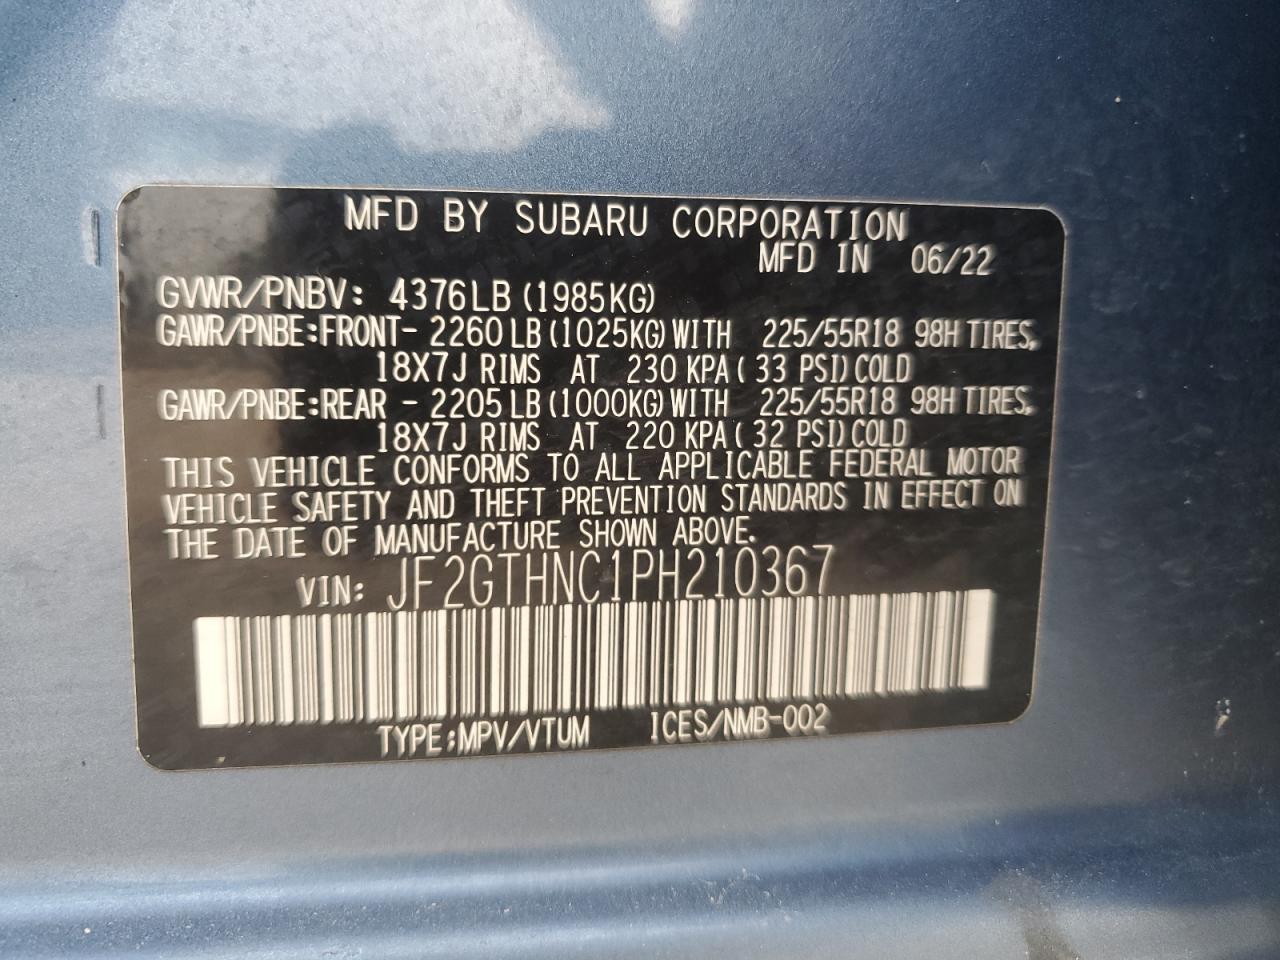 MFD BY SUBARU CORPORATION
MFD IN 06/22
GVWR/PNBV: 4376LB (1985KG)
GAWR/PNBE:FRONT- 2260 LB (1025KG) WITH 225/55R18 98H TIRES,
18X7J RIMS AT 230 KPA ( 33 PSI) COLD
GAWR/PNBE:REAR - 2205 LB (1000KG) WITH 225/55R18 98H TIRES,
18X7J RIMS AT 220 KPA ( 32 PSI) COLD
THIS VEHICLE CONFORMS TO ALL APPLICABLE FEDERAL MOTOR
VEHICLE SAFETY AND THEFT PREVENTION STANDARDS IN EFFECT ON
THE DATE OF MANUFACTURE SHOWN ABOVE.
VIN: JF2GTHNC1PH210367
TYPE:MPV/VTUM ICES/NMB-002